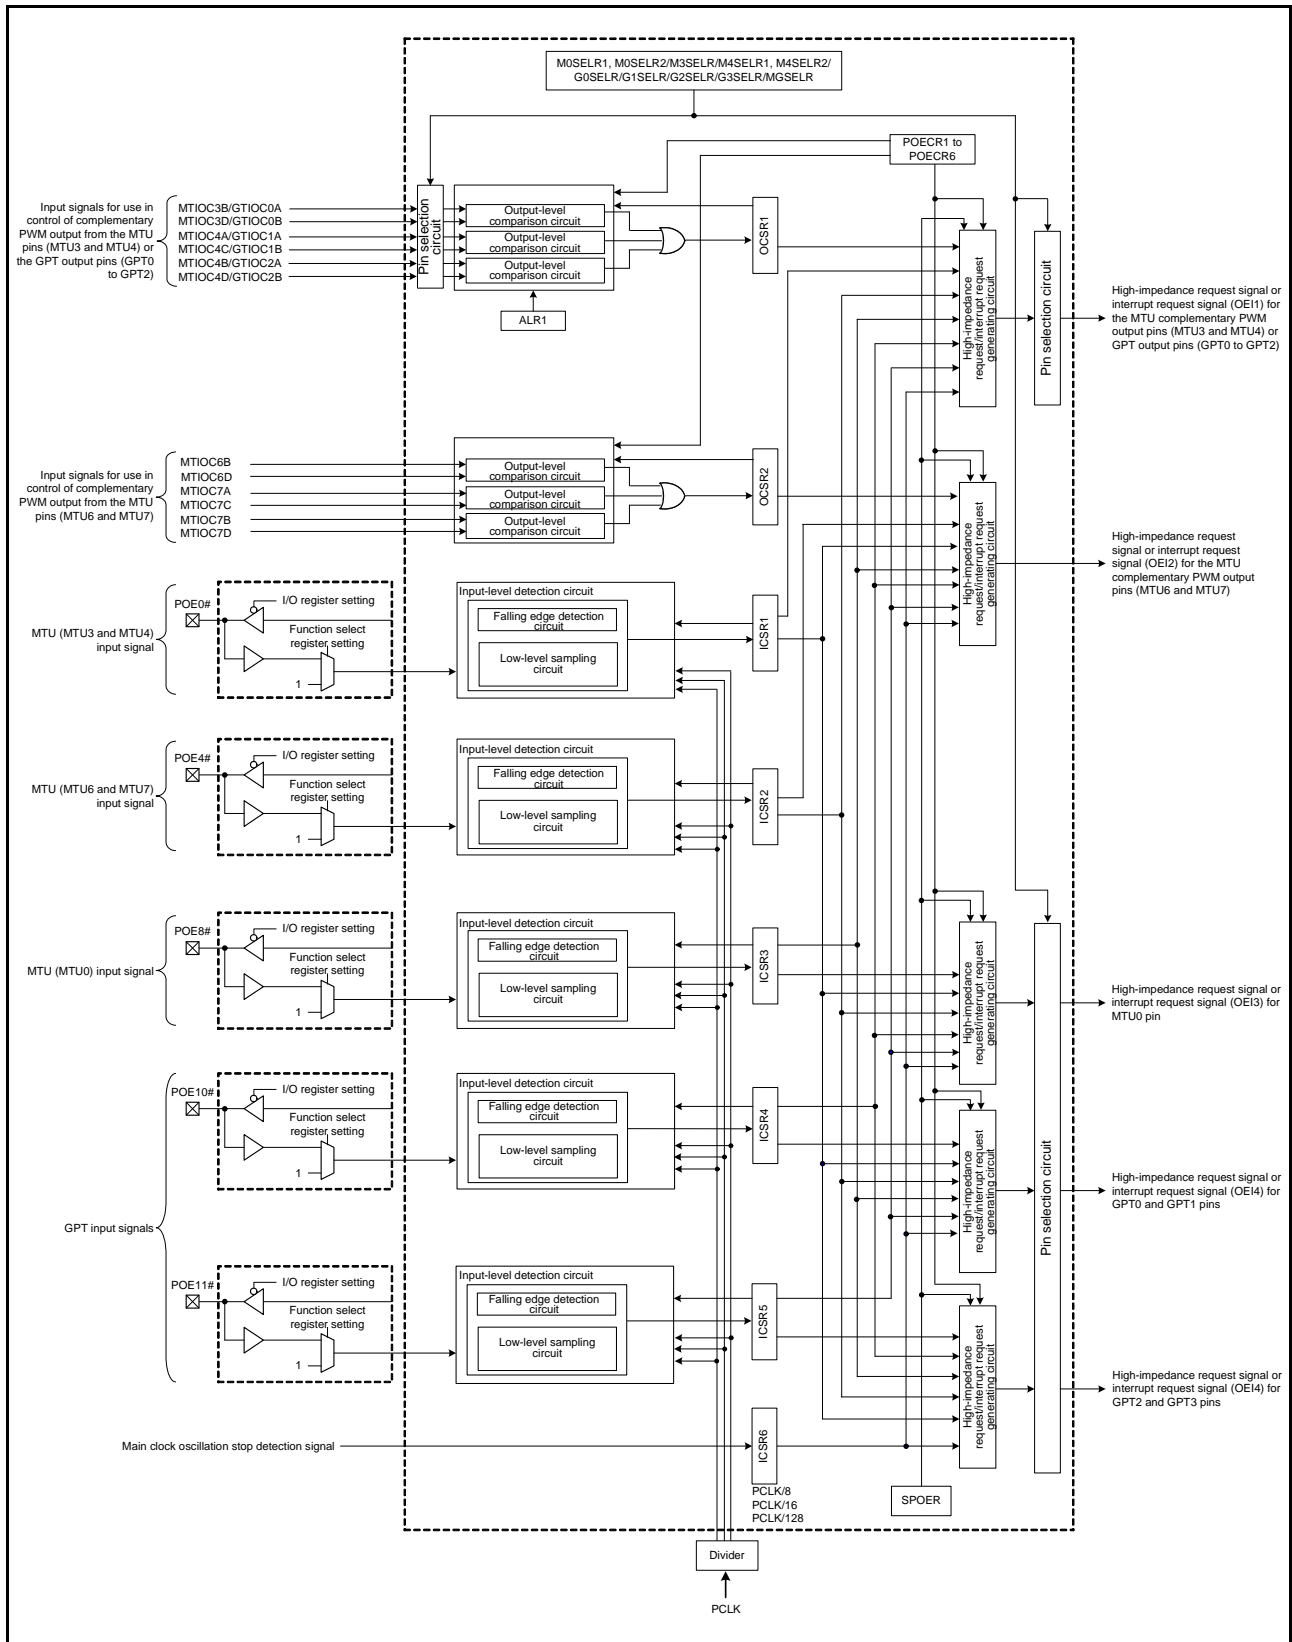 M0SELR1, M0SELR2/M3SELR/M4SELR1, M4SELR2/
G0SELR/G1SELR/G2SELR/G3SELR/MGSELR
POECR1 to
POECR6
Input signals for use in
control of complementary
PWM output from the MTU
pins (MTU3 and MTU4) or
the GPT output pins (GPT0
to GPT2)
MTIOC3B/GTIOC0A
MTIOC3D/GTIOC0B
MTIOC4A/GTIOC1A
MTIOC4C/GTIOC1B
MTIOC4B/GTIOC2A
MTIOC4D/GTIOC2B
Pin selection
circuit
Output-level
comparison circuit
Output-level
comparison circuit
Output-level
comparison circuit
ALR1
OCSR1
High-impedance
request/interrupt request
generating circuit
Pin selection circuit
High-impedance request signal or
interrupt request signal (OEI1) for
the MTU complementary PWM
output pins (MTU3 and MTU4) or
GPT output pins (GPT0 to GPT2)
Input signals for use in
control of complementary
PWM output from the MTU
pins (MTU6 and MTU7)
MTIOC6B
MTIOC6D
MTIOC7A
MTIOC7C
MTIOC7B
MTIOC7D
Output-level
comparison circuit
Output-level
comparison circuit
Output-level
comparison circuit
OCSR2
High-impedance
request/interrupt request
generating circuit
High-impedance request
signal or interrupt request
signal (OEI2) for the MTU
complementary PWM output
pins (MTU6 and MTU7)
MTU (MTU3 and MTU4)
input signal
POE0#
I/O register setting
Function select
register setting
1
Input-level detection circuit
Falling edge detection
circuit
Low-level sampling
circuit
ICSR1
MTU (MTU6 and MTU7)
input signal
POE4#
I/O register setting
Function select
register setting
1
Input-level detection circuit
Falling edge detection
circuit
Low-level sampling
circuit
ICSR2
MTU (MTU0) input signal
POE8#
I/O register setting
Function select
register setting
1
Input-level detection circuit
Falling edge detection
circuit
Low-level sampling
circuit
ICSR3
High-impedance
request/interrupt request
generating circuit
Pin selection circuit
High-impedance request signal or
interrupt request signal (OEI3) for
MTU0 pin
GPT input signals
POE10#
I/O register setting
Function select
register setting
1
Input-level detection circuit
Falling edge detection
circuit
Low-level sampling
circuit
ICSR4
High-impedance
request/interrupt request
generating circuit
High-impedance request signal or
interrupt request signal (OEI4) for
GPT0 and GPT1 pins
POE11#
I/O register setting
Function select
register setting
1
Input-level detection circuit
Falling edge detection
circuit
Low-level sampling
circuit
ICSR5
High-impedance
request/interrupt request
generating circuit
High-impedance request signal or
interrupt request signal (OEI4) for
GPT2 and GPT3 pins
Main clock oscillation stop detection signal
ICSR6
PCLK/8
PCLK/16
PCLK/128
SPOER
Divider
PCLK